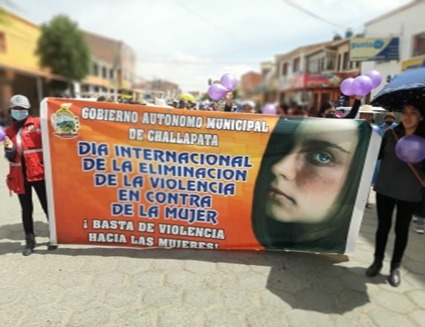 GOBIERNO AUTÓNOMO MUNICIPAL
DE CHALLAPATA
DIA INTERNACIONAL
DE LA ELIMINACION
DE LA VIOLENCIA
EN CONTRA
DE LA MUJER
¡ BASTA DE VIOLENCIA
HACIA LAS MUJERES!